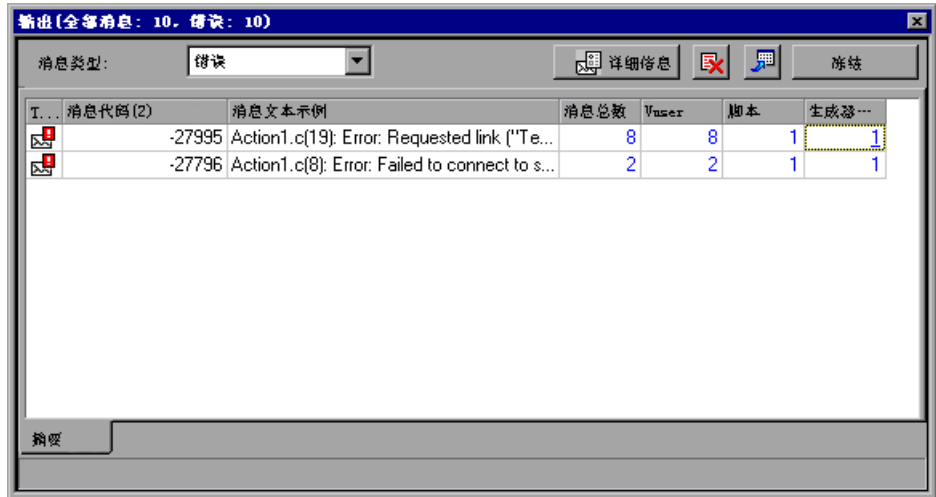 输出(全部消息: 10, 错误: 10)
消息类型: 错误 详细信息 冻结
T... 消息代码(2) 消息文本示例 消息总数 Vuser 脚本 生成器...
-27995 Action1.c(19): Error: Requested link ("Te... 8 8 1 1
-27796 Action1.c(8): Error: Failed to connect to s... 2 2 1 1
摘要